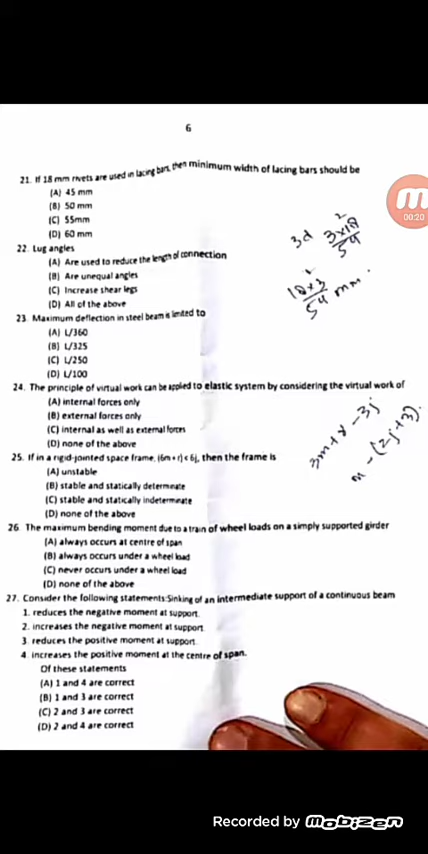 6
21. If 18 mm rivets are used in lacing bars, then minimum width of lacing bars should be
(A) 45 mm
(B) 50 mm
(C) 55mm
(D) 60 mm
22. Lug angles
(A) Are used to reduce the length of connection
(B) Are unequal angles
(C) Increase shear legs
(D) All of the above
23. Maximum deflection in steel beam is limited to
(A) L/360
(B) L/325
(C) L/250
(D) L/100
24. The principle of virtual work can be applied to elastic system by considering the virtual work of
(A) internal forces only
(B) external forces only
(C) internal as well as external forces
(D) none of the above
25. If in a rigid-jointed space frame, (6m + r) < 6j, then the frame is
(A) unstable
(B) stable and statically determinate
(C) stable and statically indeterminate
(D) none of the above
26. The maximum bending moment due to a train of wheel loads on a simply supported girder
(A) always occurs at centre of span
(B) always occurs under a wheel load
(C) never occurs under a wheel load
(D) none of the above
27. Consider the following statements:Sinking of an intermediate support of a continuous beam
1. reduces the negative moment at support.
2. increases the negative moment at support.
3. reduces the positive moment at support.
4. increases the positive moment at the centre of span.
Of these statements
(A) 1 and 4 are correct
(B) 1 and 3 are correct
(C) 2 and 3 are correct
(D) 2 and 4 are correct
3d 3×18
54
18×3
54 mm.
3m+r-3j
m-(2j+3).
00:20
Recorded by Mobizen